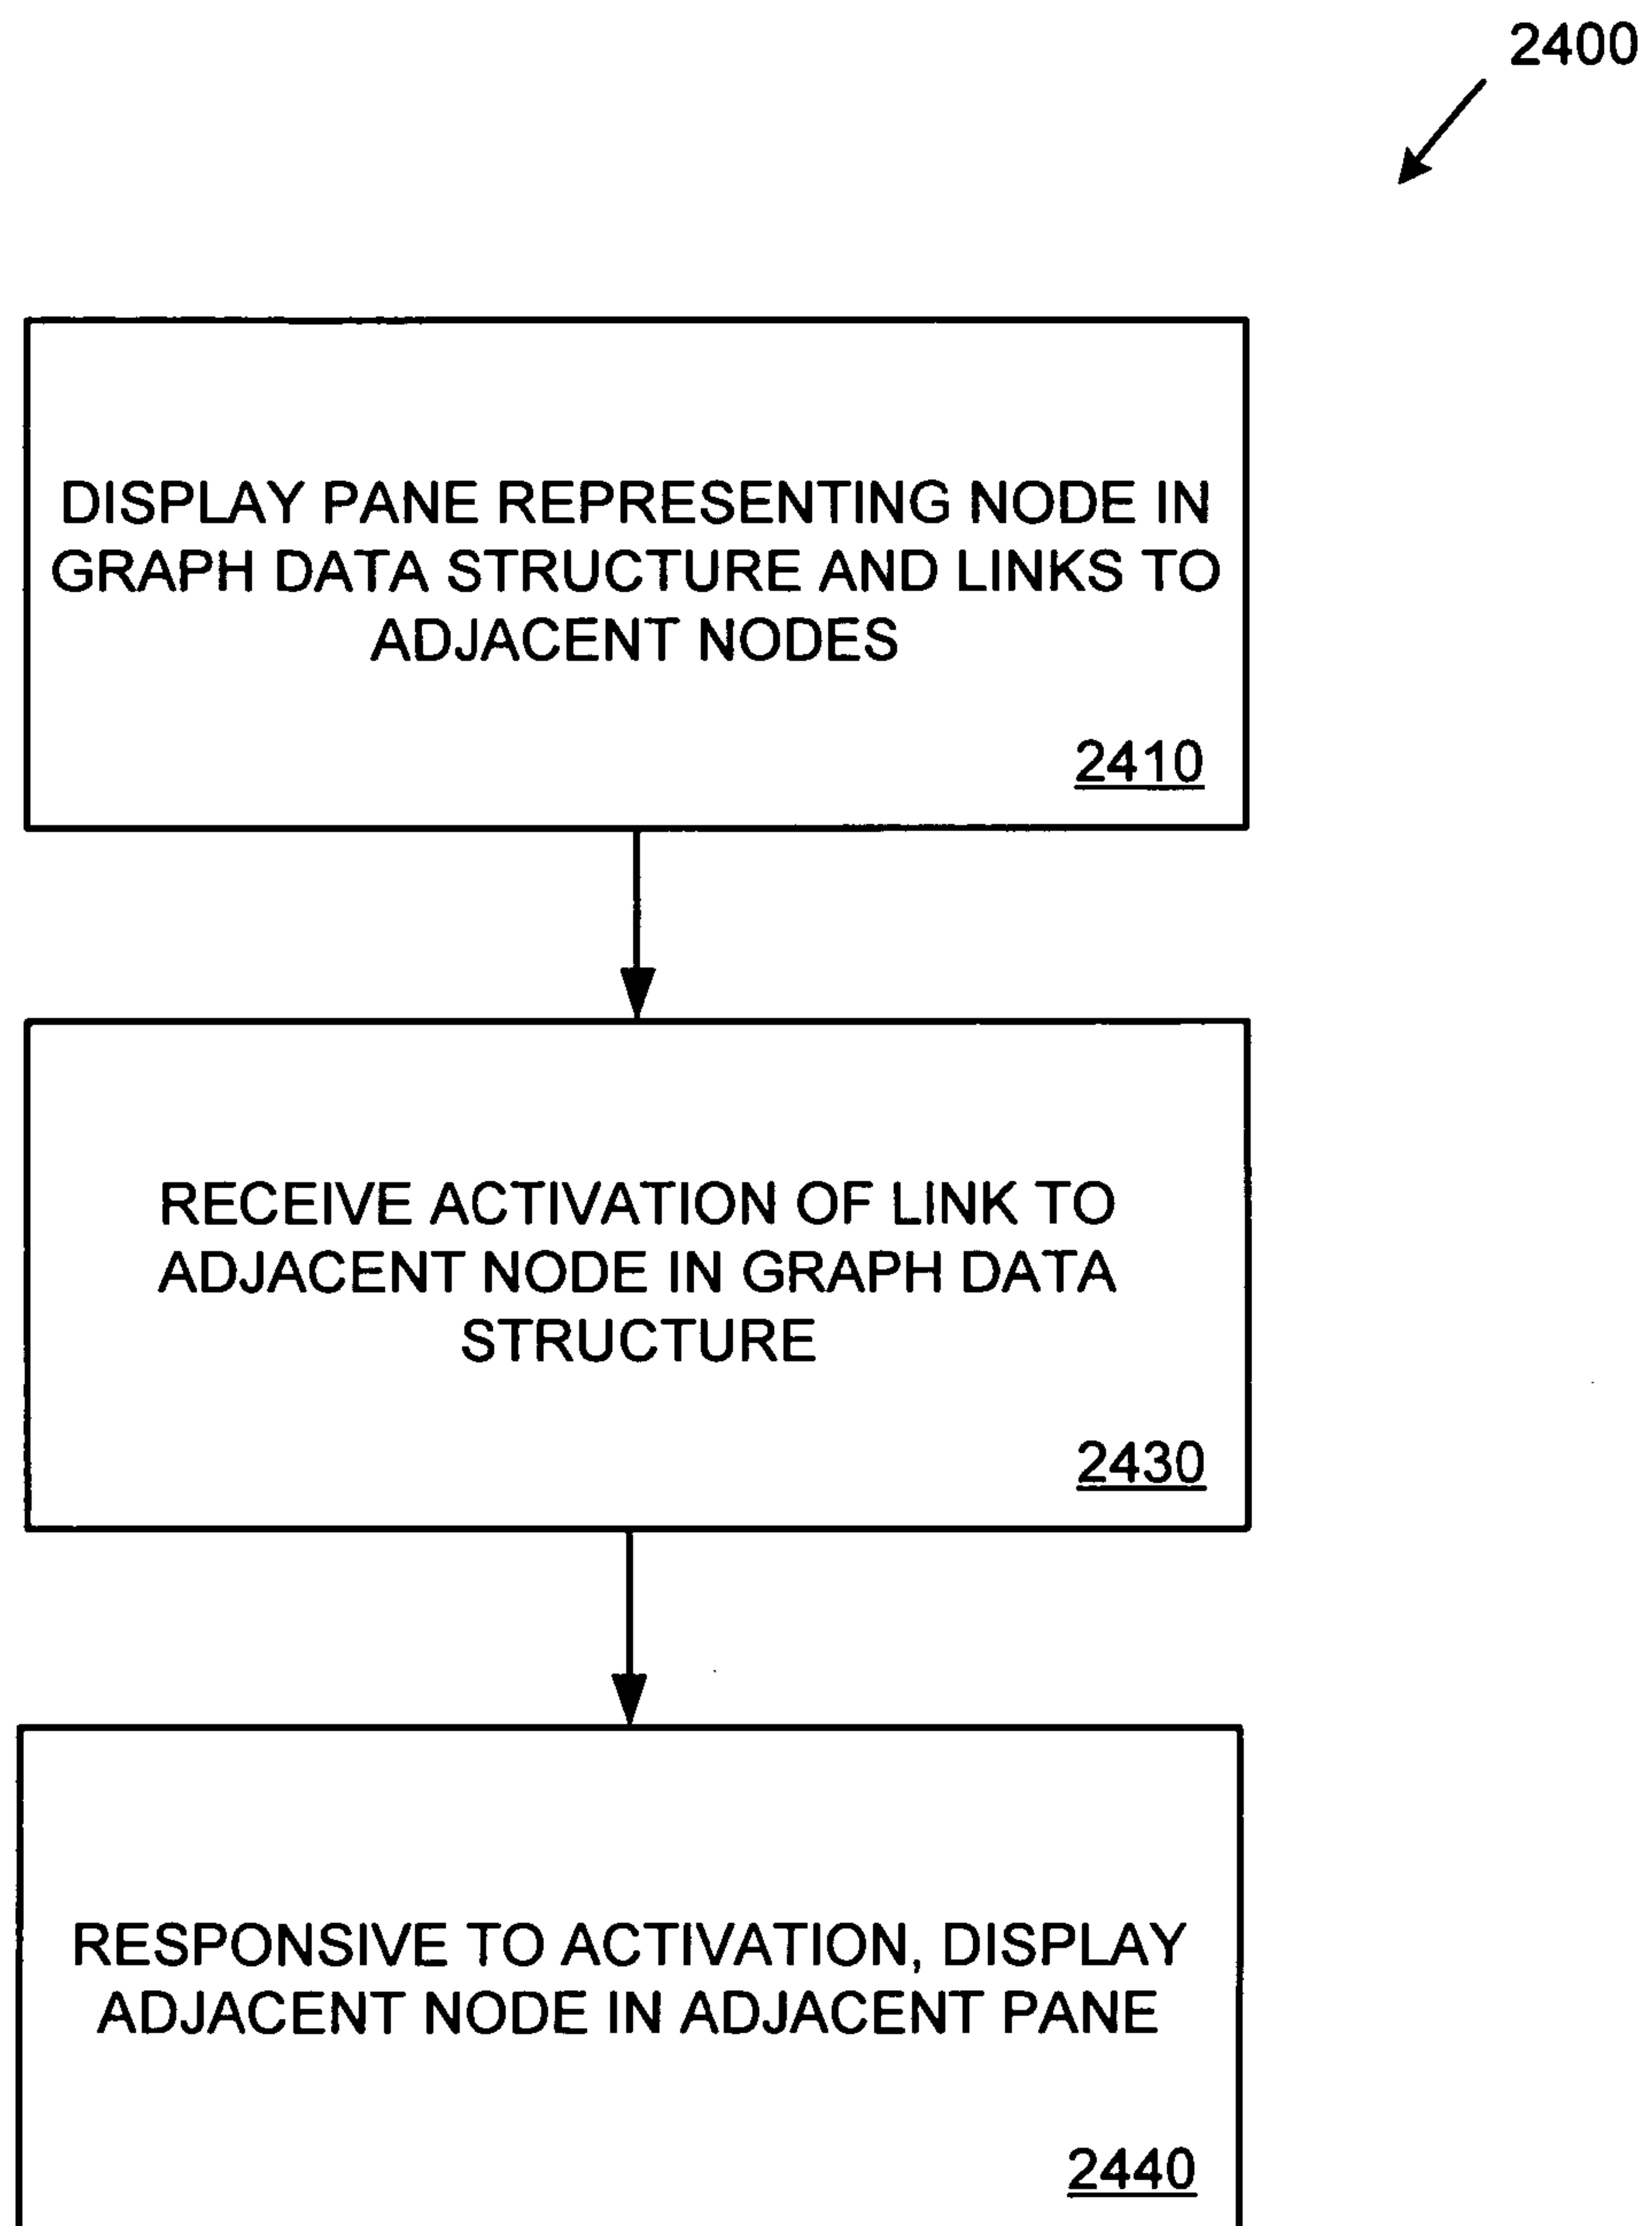 2400
DISPLAY PANE REPRESENTING NODE IN
GRAPH DATA STRUCTURE AND LINKS TO
ADJACENT NODES
2410
RECEIVE ACTIVATION OF LINK TO
ADJACENT NODE IN GRAPH DATA
STRUCTURE
2430
RESPONSIVE TO ACTIVATION, DISPLAY
ADJACENT NODE IN ADJACENT PANE
2440